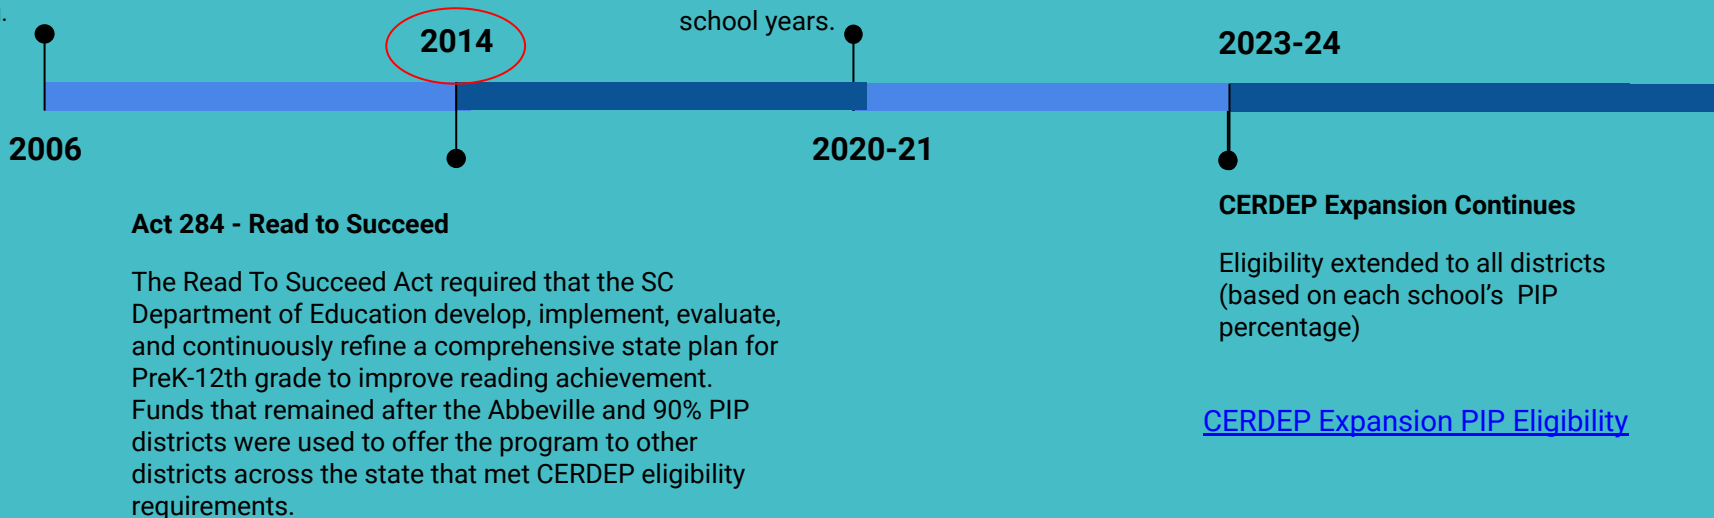 school years.
2014
2023-24
2006
2020-21
Act 284 - Read to Succeed
The Read To Succeed Act required that the SC
Department of Education develop, implement, evaluate,
and continuously refine a comprehensive state plan for
PreK-12th grade to improve reading achievement.
Funds that remained after the Abbeville and 90% PIP
districts were used to offer the program to other
districts across the state that met CERDEP eligibility
requirements.
CERDEP Expansion Continues
Eligibility extended to all districts
(based on each school’s  PIP
percentage)
CERDEP Expansion PIP Eligibility